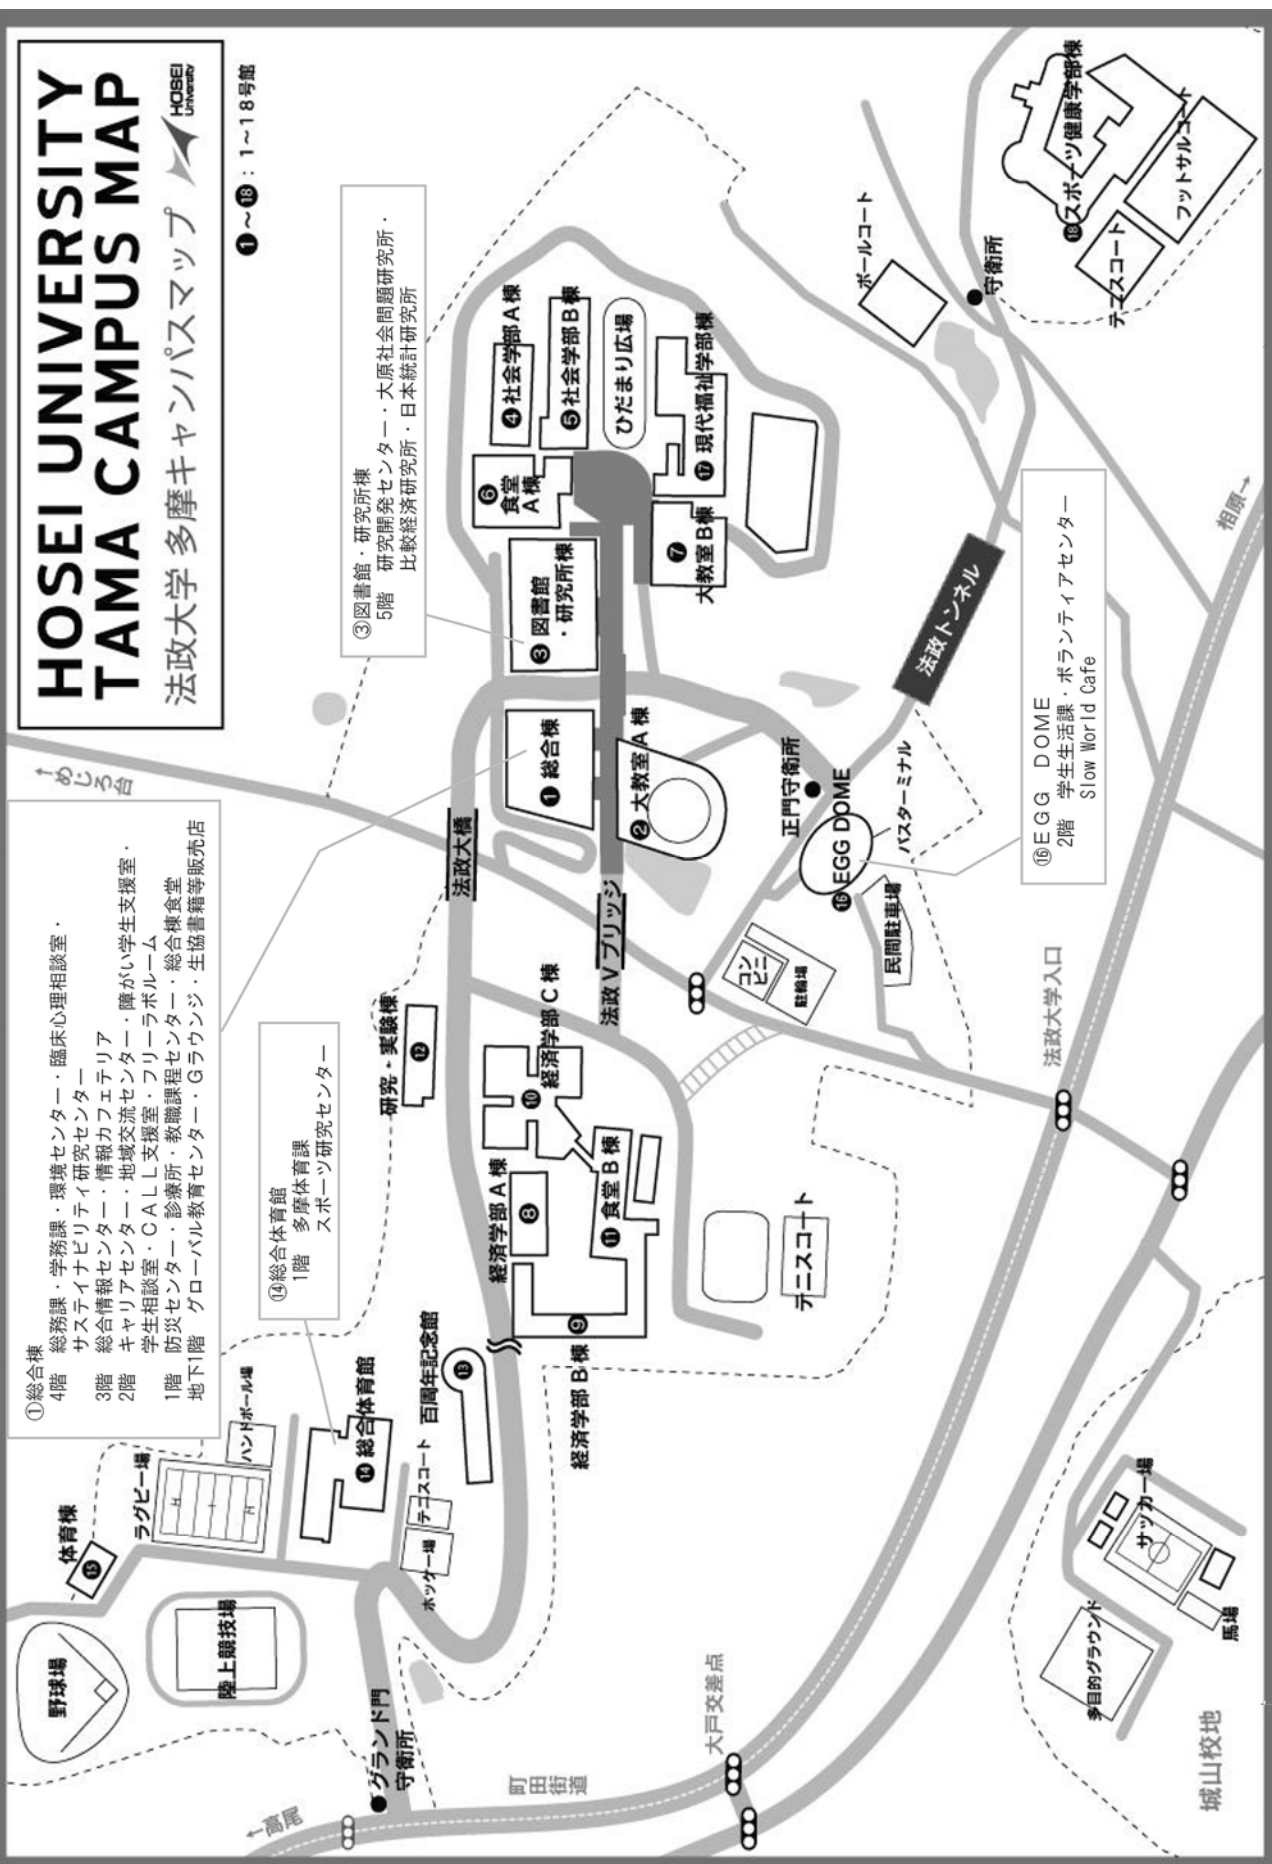 HOSEI UNIVERSITY
TAMA CAMPUS MAP
法政大学 多摩キャンパスマップ
HOSEI
University
❶～⓲：1～18号館
①総合棟
4階 総務課・学務課・環境センター・臨床心理相談室・
サステイナビリティ研究センター
3階 総合情報センター・情報カフェテリア
2階 キャリアセンター・地域交流センター・障がい学生支援室・
学生相談室・CALL支援室・フリーラボルーム
1階 防災センター・診療所・教職課程センター・総合棟食堂
地下1階 グローバル教育センター・Gラウンジ・生協書籍等販売店
③図書館・研究所棟
5階 研究開発センター・大原社会問題研究所・
比較経済研究所・日本統計研究所
⑭総合体育館
1階 多摩体育課
スポーツ研究センター
⑯EGG DOME
2階 学生生活課・ボランティアセンター
Slow World Cafe
←めじろ台
法政大橋
❶ 総合棟
❷ 大教室A棟
❸ 図書館
・研究所棟
❹ 社会学部A棟
❺ 社会学部B棟
❻
食堂
A棟
❼
大教室B棟
ひだまり広場
⓱ 現代福祉学部棟
ボールコート
守衛所
⓲スポーツ健康学部棟
テニスコート
フットサルコート
法政トンネル
相原→
正門守衛所
⓰ EGG DOME
バスターミナル
民間駐車場
コン
ビニ
駐輪場
法政Vブリッジ
法政大学入口
研究・実験棟
⓬
経済学部C棟
❿
経済学部A棟
❽
⓫ 食堂B棟
❾
経済学部B棟
テニスコート
百周年記念館
⓭
⓮ 総合体育館
テニスコート
ホッケー場
ハンドボール場
ラグビー場
体育棟
⓯
野球場
陸上競技場
グランド門
守衛所
←高尾
町田
街道
大戸交差点
サッカー場
馬場
多目的グラウンド
城山校地